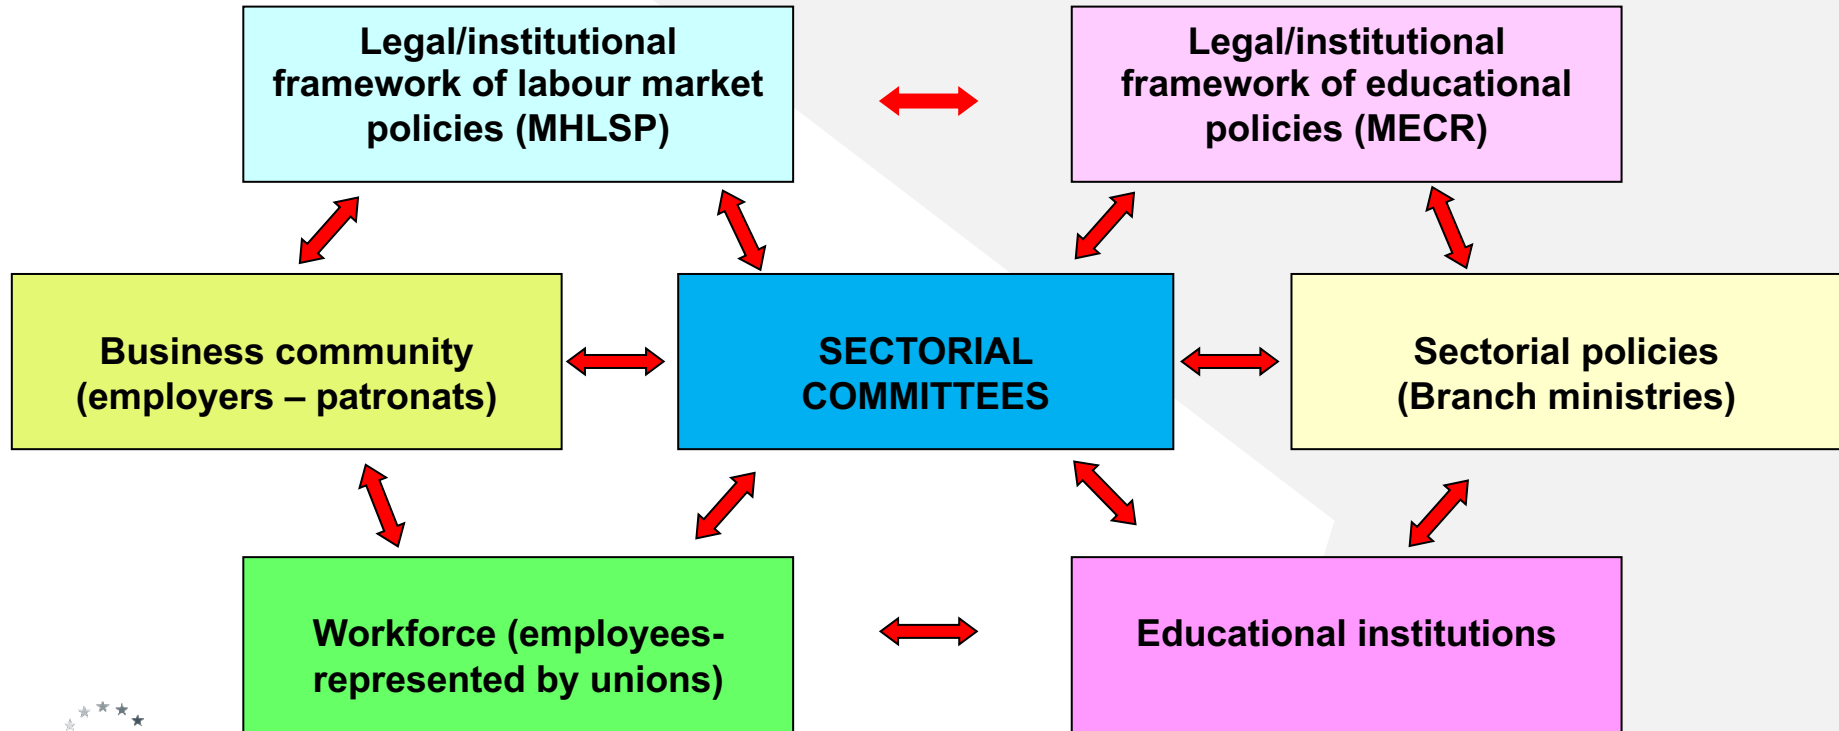 Legal/institutional
framework of labour market
policies (MHLSP)
Legal/institutional
framework of educational
policies (MECR)
Business community
(employers – patronats)
SECTORIAL
COMMITTEES
Sectorial policies
(Branch ministries)
Workforce (employees-
represented by unions)
Educational institutions